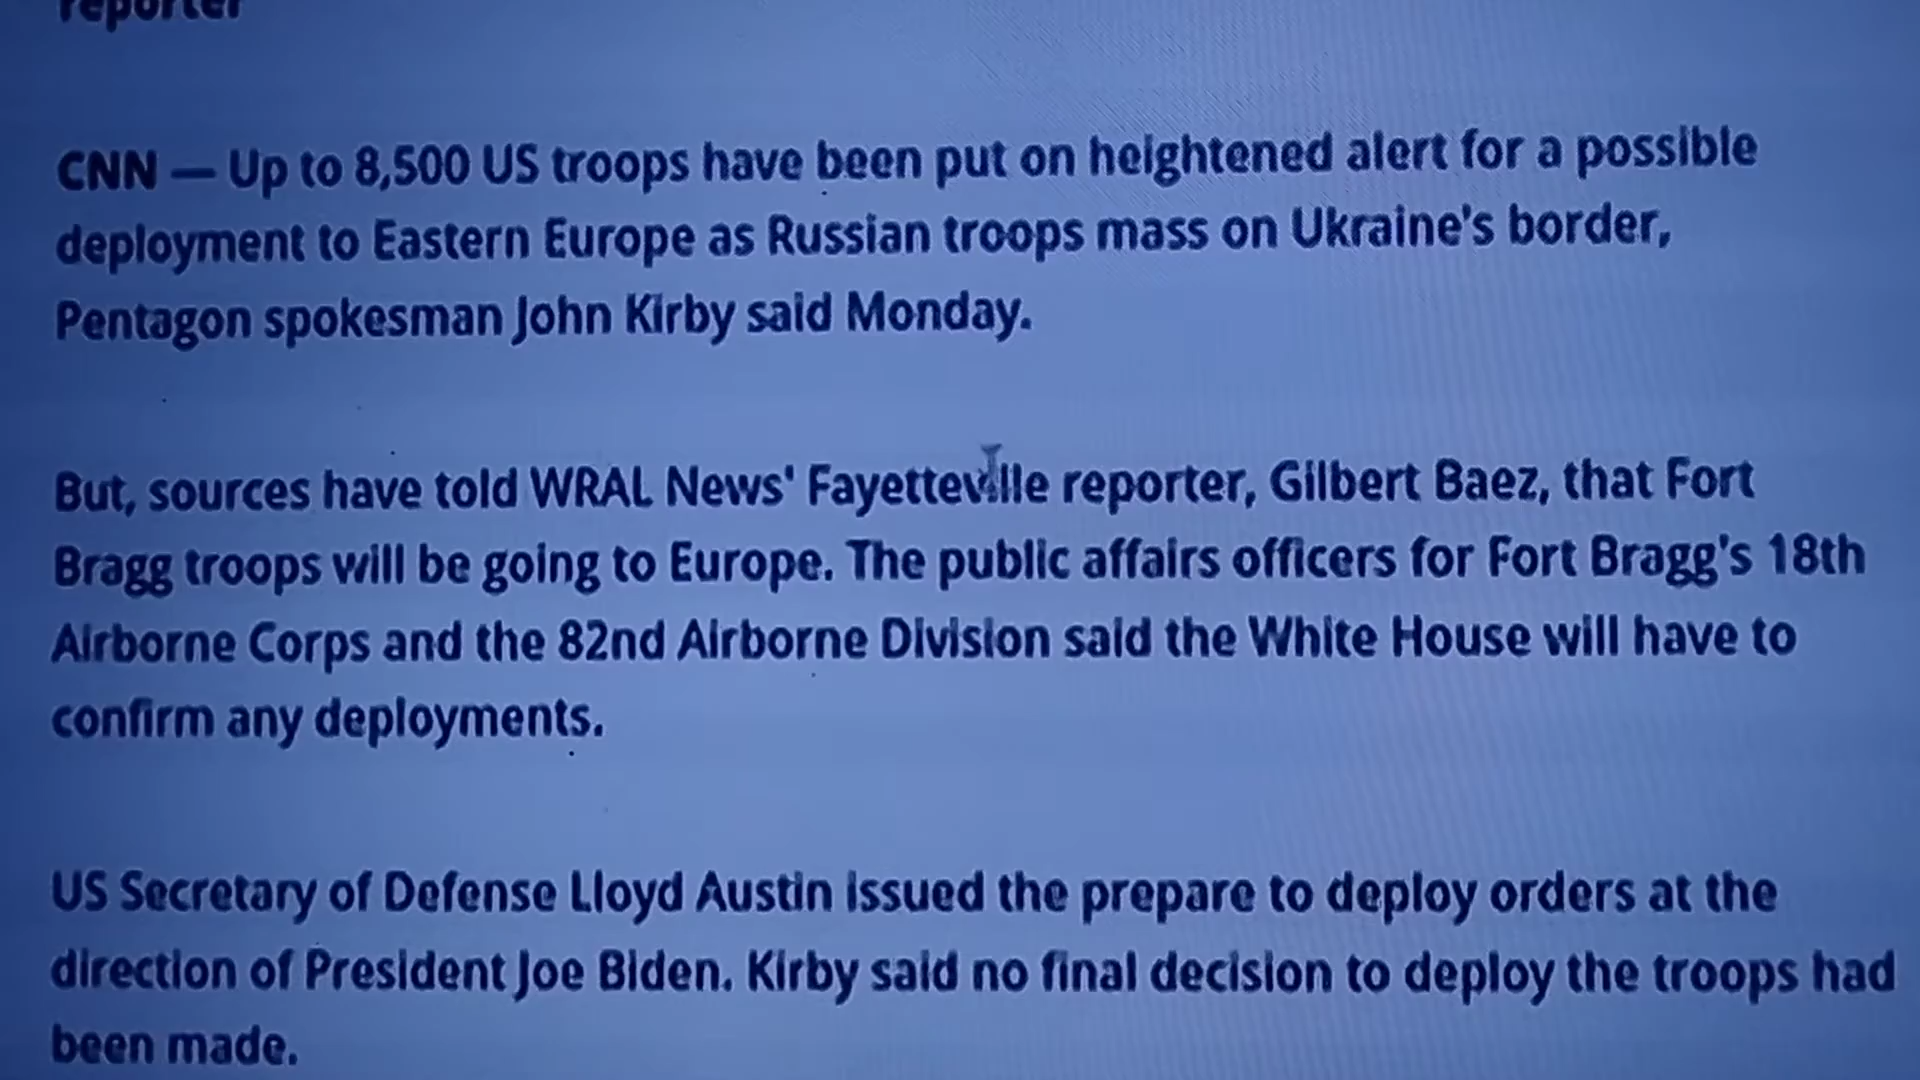 reporter
CNN — Up to 8,500 US troops have been put on heightened alert for a possible
deployment to Eastern Europe as Russian troops mass on Ukraine's border,
Pentagon spokesman John Kirby said Monday.
But, sources have told WRAL News' Fayetteville reporter, Gilbert Baez, that Fort
Bragg troops will be going to Europe. The public affairs officers for Fort Bragg's 18th
Airborne Corps and the 82nd Airborne Division said the White House will have to
confirm any deployments.
US Secretary of Defense Lloyd Austin issued the prepare to deploy orders at the
direction of President Joe Biden. Kirby said no final decision to deploy the troops had
been made.